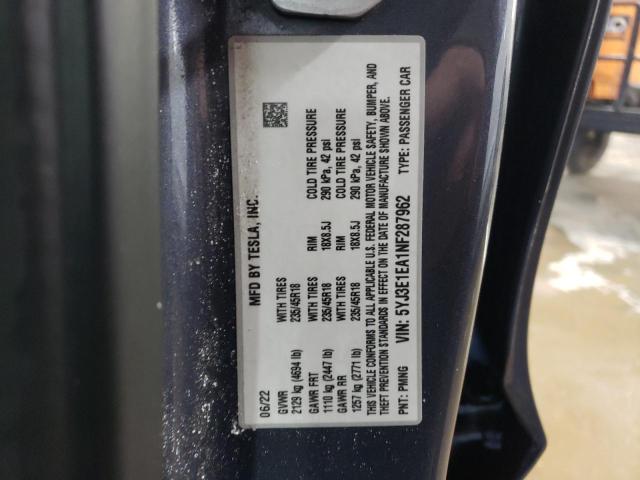 MFD BY TESLA, INC.
06/22
GVWR WITH TIRES RIM COLD TIRE PRESSURE
2129 kg (4694 lb) 235/45R18 18X8.5J 290 kPa, 42 psi
GAWR FRT WITH TIRES RIM COLD TIRE PRESSURE
1110 kg (2447 lb) 235/45R18 18X8.5J 290 kPa, 42 psi
GAWR RR
1257 kg (2771 lb) 235/45R18
THIS VEHICLE CONFORMS TO ALL APPLICABLE U.S. FEDERAL MOTOR VEHICLE SAFETY, BUMPER, AND
THEFT PREVENTION STANDARDS IN EFFECT ON THE DATE OF MANUFACTURE SHOWN ABOVE.
VIN: 5YJ3E1EA1NF287962
PNT: PMNG TYPE: PASSENGER CAR